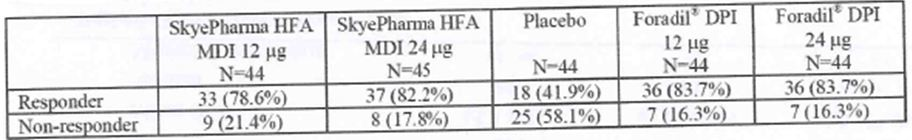 SkyePharma HFA MDI 12 µg N=44 SkyePharma HFA MDI 24 µg N=45 Placebo N=44 Foradil® DPI 12 µg N=44 Foradil® DPI 24 µg N=44
Responder 33 (78.6%) 37 (82.2%) 18 (41.9%) 36 (83.7%) 36 (83.7%)
Non-responder 9 (21.4%) 8 (17.8%) 25 (58.1%) 7 (16.3%) 7 (16.3%)